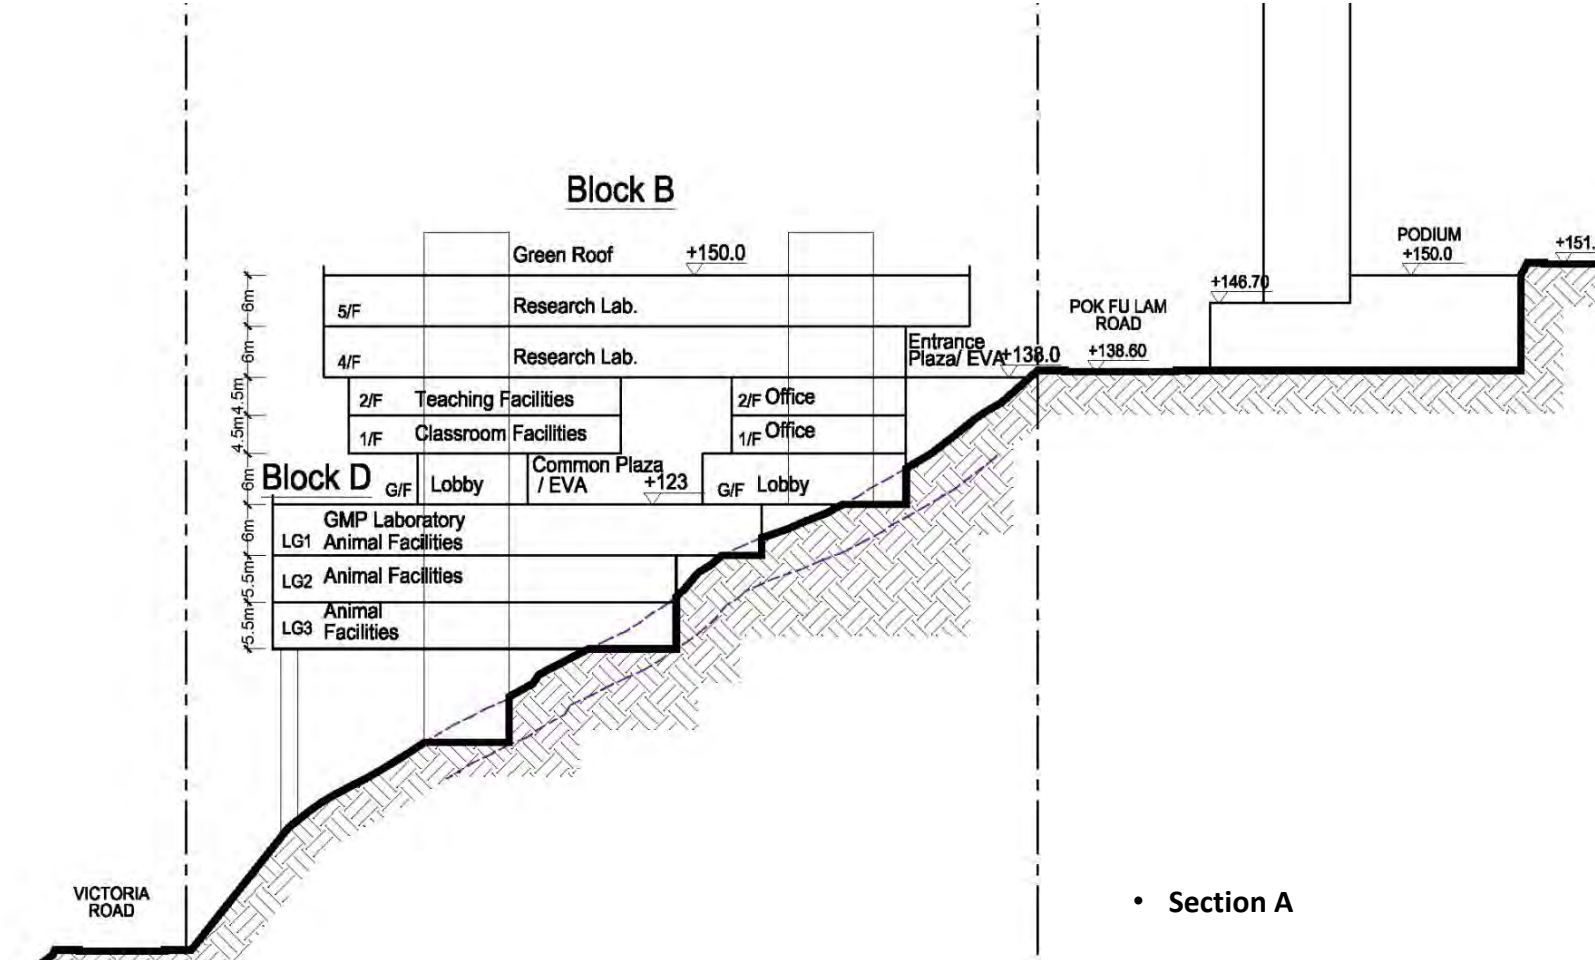 Block B
Green Roof
+150.0
6m
5/F
Research Lab.
6m
4/F
Research Lab.
Entrance
Plaza/ EVA
+138.0
POK FU LAM
ROAD
+138.60
+146.70
PODIUM
+150.0
+151.
4.5m
2/F
Teaching Facilities
2/F
Office
4.5m
1/F
Classroom Facilities
1/F
Office
Block D
6m
G/F
Lobby
Common Plaza
/ EVA
+123
G/F
Lobby
6m
LG1
GMP Laboratory
Animal Facilities
5.5m
LG2
Animal Facilities
5.5m
LG3
Animal
Facilities
VICTORIA
ROAD
• Section A